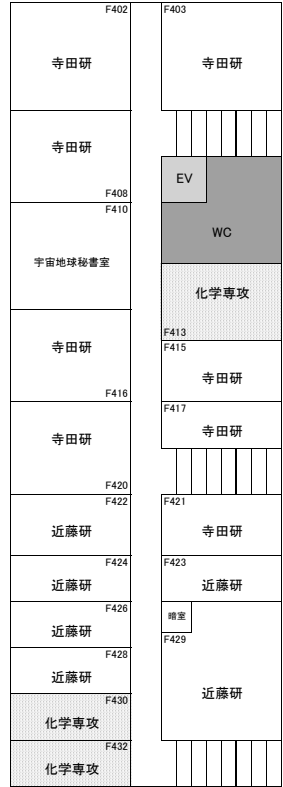 F402
寺田研
F403
寺田研
寺田研
F408
EV
WC
F410
宇宙地球秘書室
化学専攻
F413
寺田研
F416
F415
寺田研
F417
寺田研
寺田研
F420
F422
近藤研
F421
寺田研
F424
近藤研
F423
近藤研
F426
近藤研
暗室
F429
近藤研
F428
近藤研
F430
化学専攻
F432
化学専攻